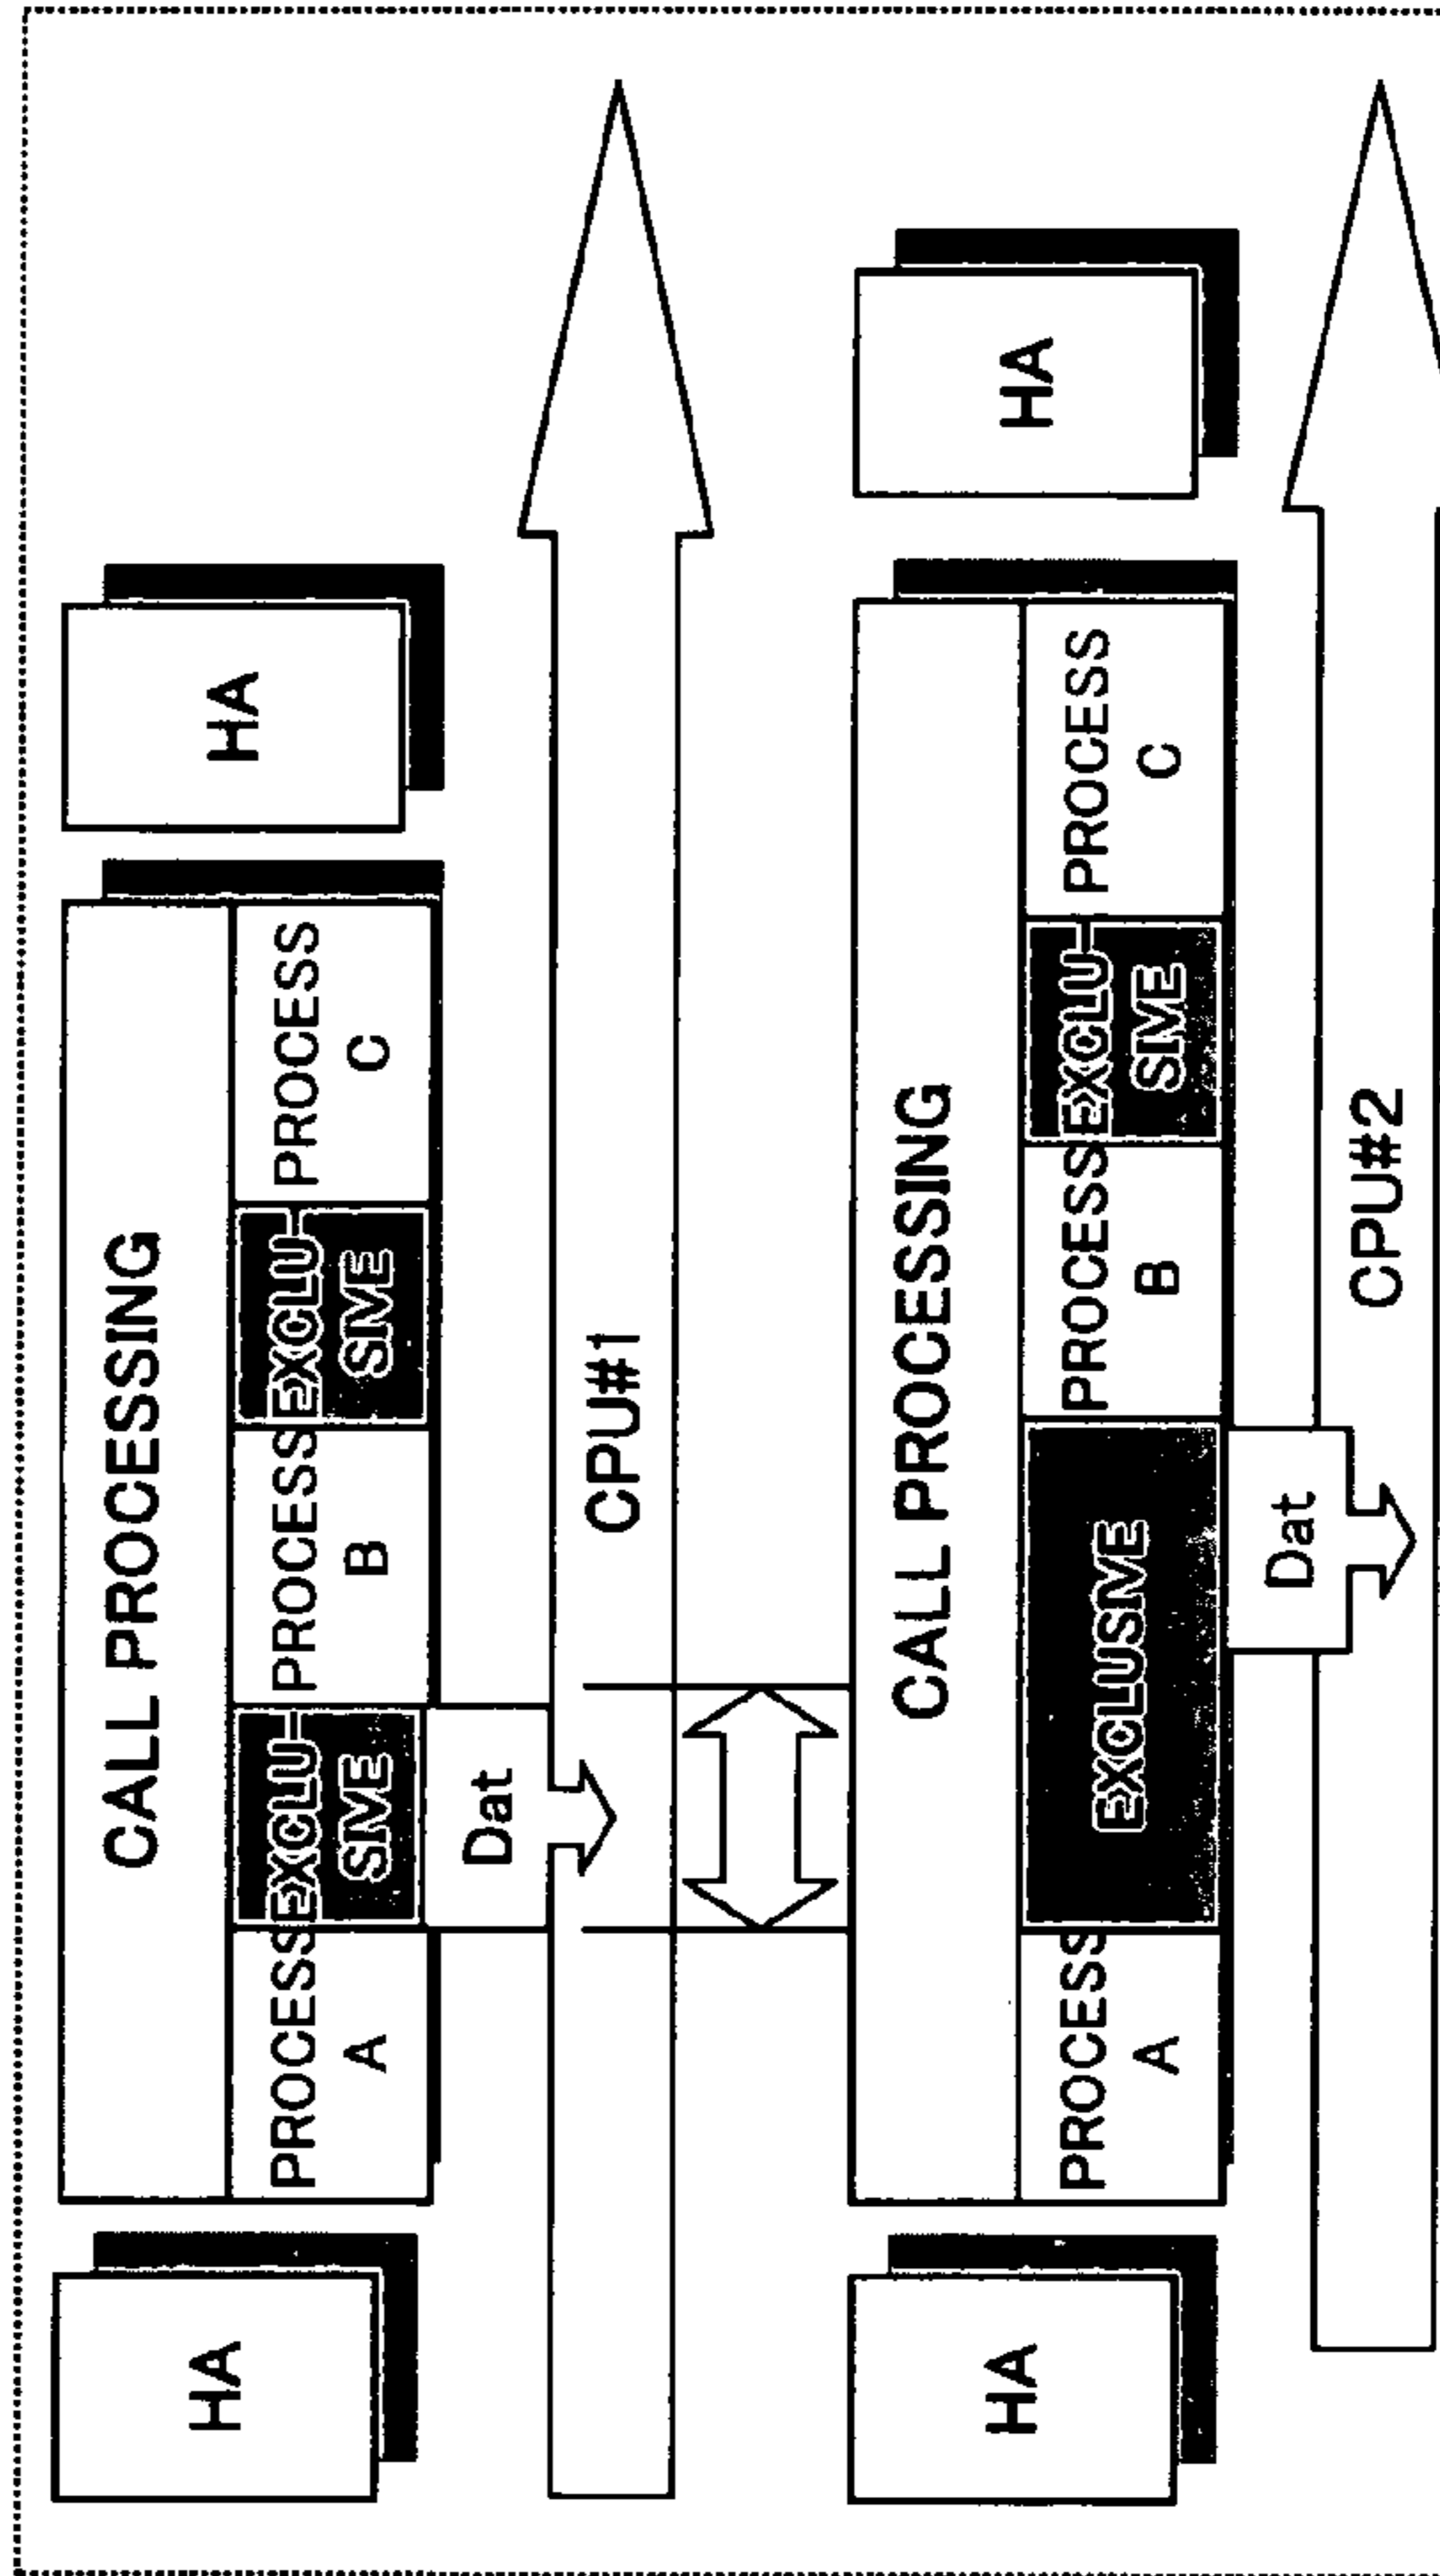 HA
CALL PROCESSING
HA
PROCESS
A
EXCLU-
SIVE
PROCESS
B
EXCLU-
SIVE
PROCESS
C
Dat
CPU#1
HA
CALL PROCESSING
HA
PROCESS
A
EXCLUSIVE
PROCESS
B
EXCLU-
SIVE
PROCESS
C
Dat
CPU#2